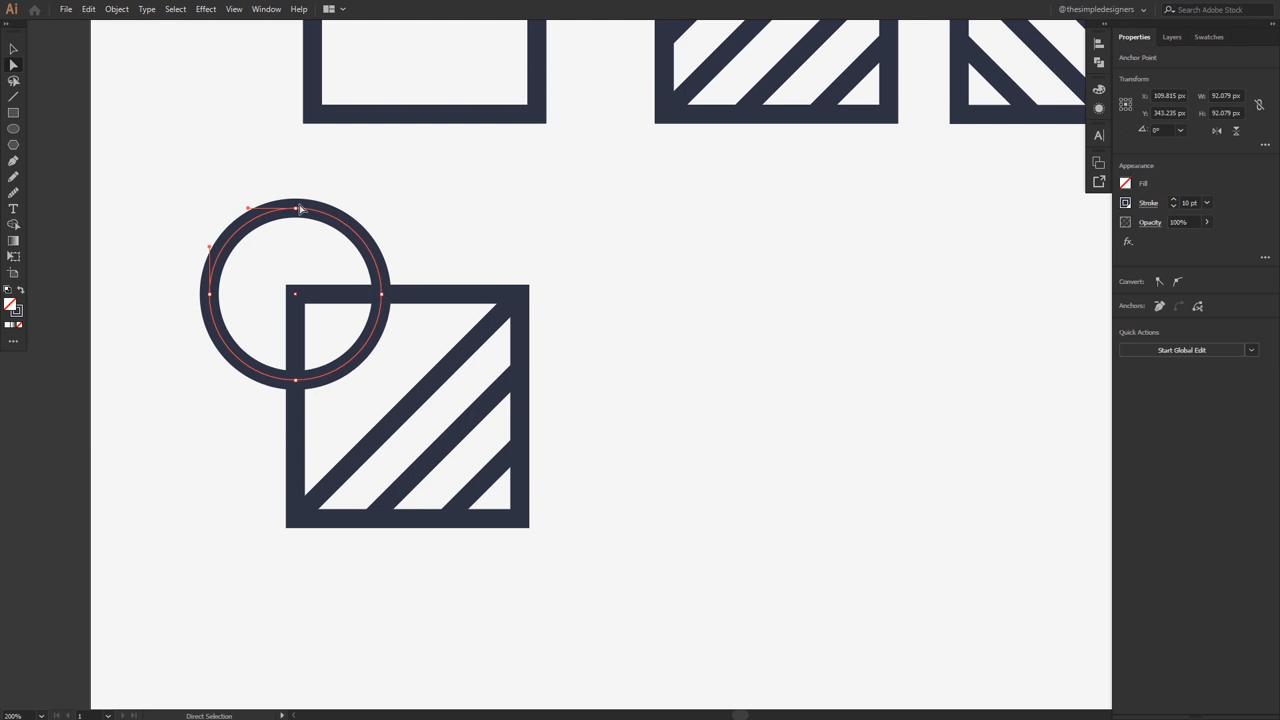 Ai File Edit Object Type Select Effect View Window Help @thesimpledesigners Search Adobe Stock
Properties Layers Swatches
Anchor Point
Transform
X: 109.815 px W: 92.079 px
Y: 343.235 px H: 92.079 px
0°
Appearance
Fill
Stroke 10 pt
Opacity 100%
fx.
Convert:
Anchors:
Quick Actions
Start Global Edit
A
T
200% 1 Direct Selection